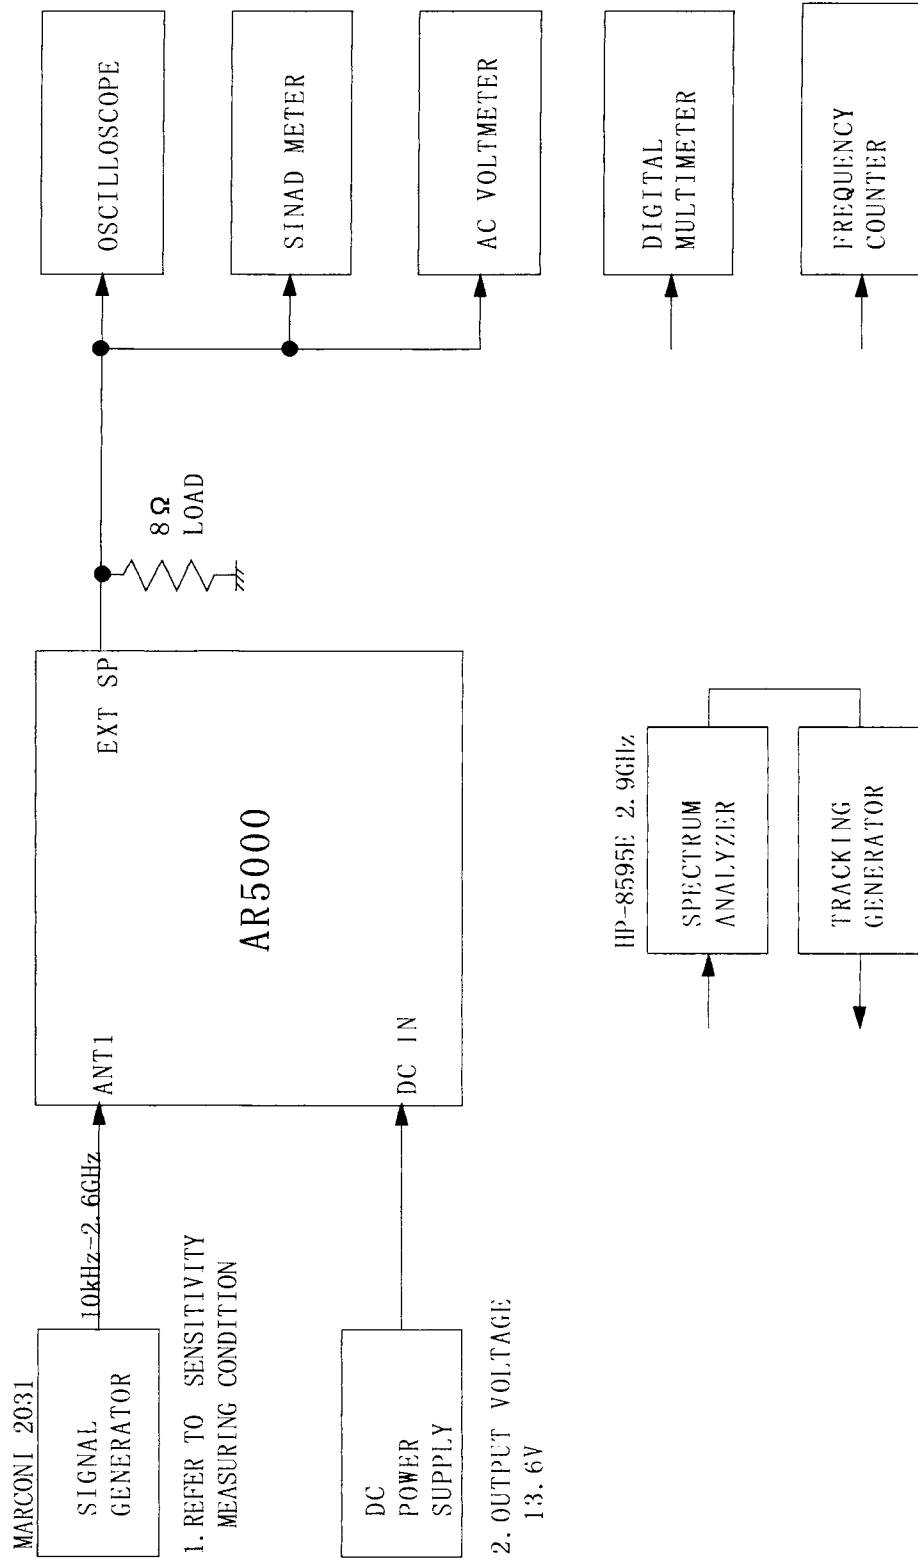 MARCONI 2031
SIGNAL
GENERATOR
10kHz-2.6GHz
1. REFER TO SENSITIVITY
MEASURING CONDITION
DC
POWER
SUPPLY
2. OUTPUT VOLTAGE
13.6V
ANT1
EXT SP
AR5000
DC IN
8Ω
LOAD
OSCILLOSCOPE
SINAD METER
AC VOLTMETER
DIGITAL
MULTIMETER
FREQUENCY
COUNTER
HP-8595E 2.9GHz
SPECTRUM
ANALYZER
TRACKING
GENERATOR